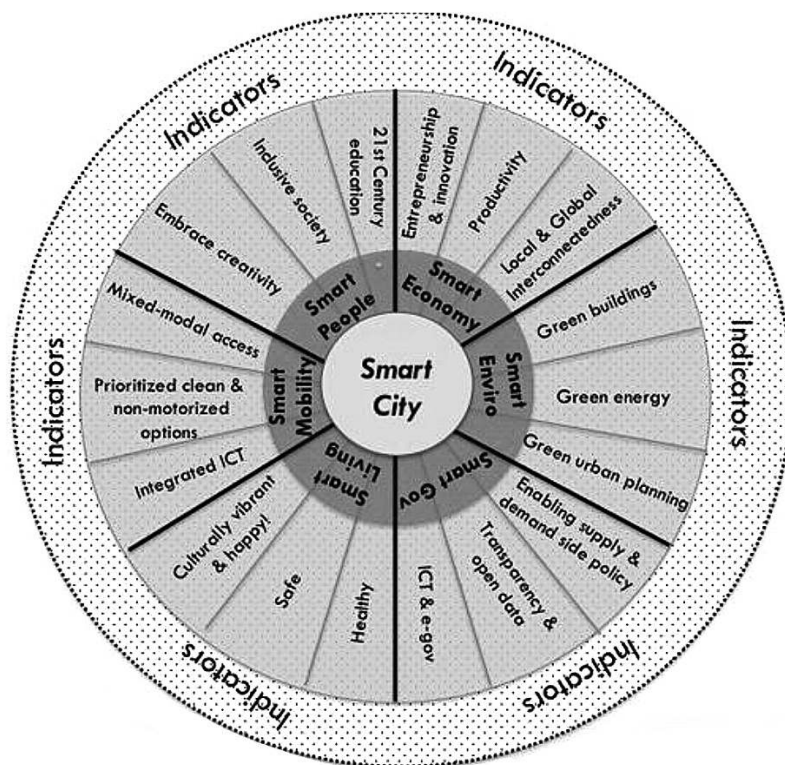 Smart
City
Smart
Economy
Entrepreneurship
& innovation
Productivity
Local & Global
Interconnectedness
Indicators
Smart
Enviro
Green buildings
Green energy
Green urban planning
Indicators
Smart Gov
Enabling supply &
demand side policy
Transparency &
open data
ICT & e-gov
Indicators
Smart
Living
Healthy
Safe
Culturally vibrant
& happy!
Indicators
Smart
Mobility
Integrated ICT
Prioritized clean &
non-motorized
options
Mixed-modal access
Indicators
Smart
People
Embrace creativity
Inclusive society
21st Century
education
Indicators